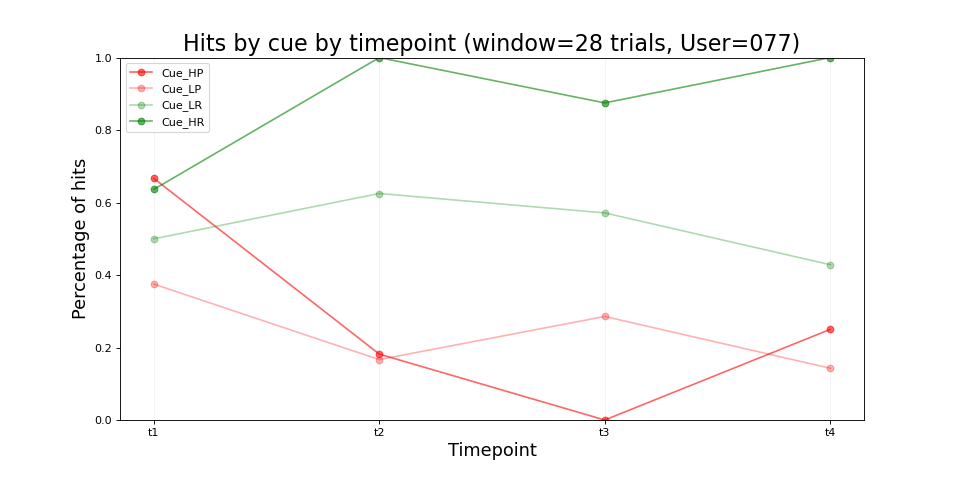 Hits by cue by timepoint (window=28 trials, User=077)
Cue_HP
Cue_LP
Cue_LR
Cue_HR
Percentage of hits
1.0
0.8
0.6
0.4
0.2
0.0
t1
t2
t3
t4
Timepoint